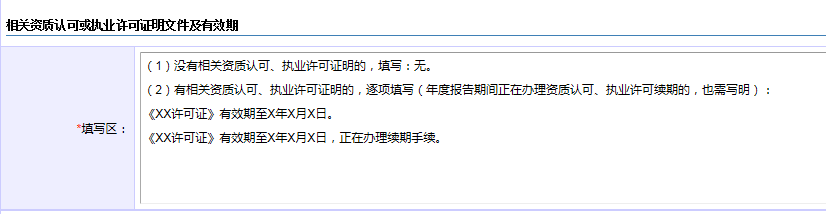 相关资质认可或执业许可证明文件及有效期
*填写区：
（1）没有相关资质认可、执业许可证明的，填写：无。
（2）有相关资质认可、执业许可证明的，逐项填写（年度报告期间正在办理资质认可、执业许可续期的，也需写明）：
《XX许可证》有效期至X年X月X日。
《XX许可证》有效期至X年X月X日，正在办理续期手续。